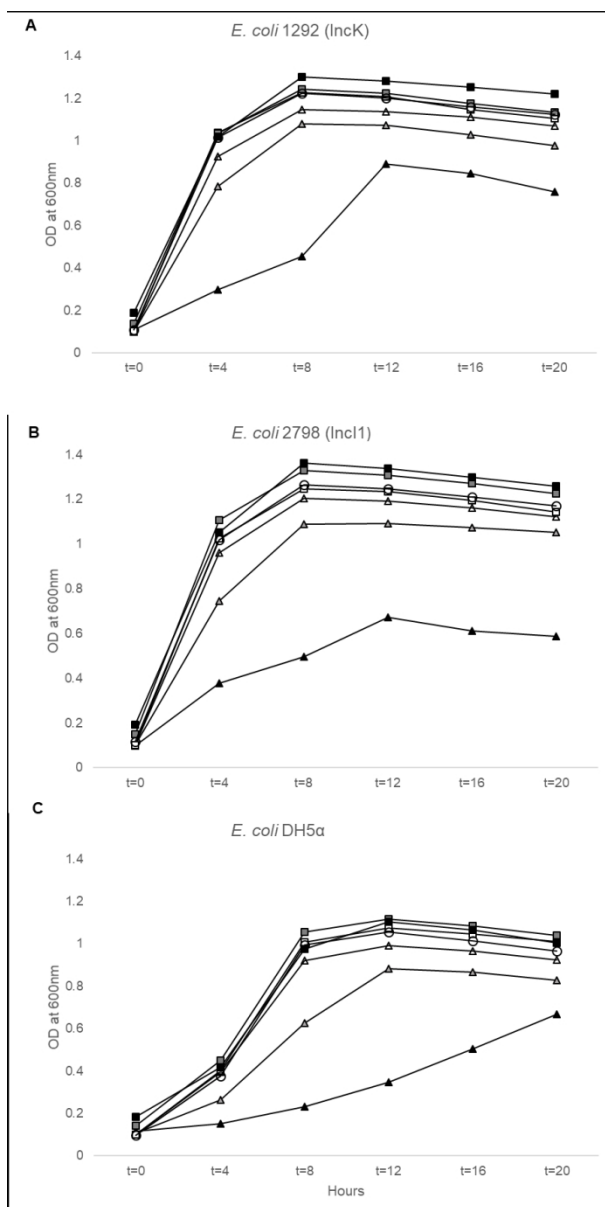 A
E. coli 1292 (IncK)
1.4
1.2
1
0.8
0.6
0.4
0.2
0
OD at 600nm
t=0 t=4 t=8 t=12 t=16 t=20
B
E. coli 2798 (IncI1)
1.4
1.2
1
0.8
0.6
0.4
0.2
0
OD at 600nm
t=0 t=4 t=8 t=12 t=16 t=20
C
E. coli DH5α
1.4
1.2
1
0.8
0.6
0.4
0.2
0
OD at 600nm
t=0 t=4 t=8 t=12 t=16 t=20
Hours